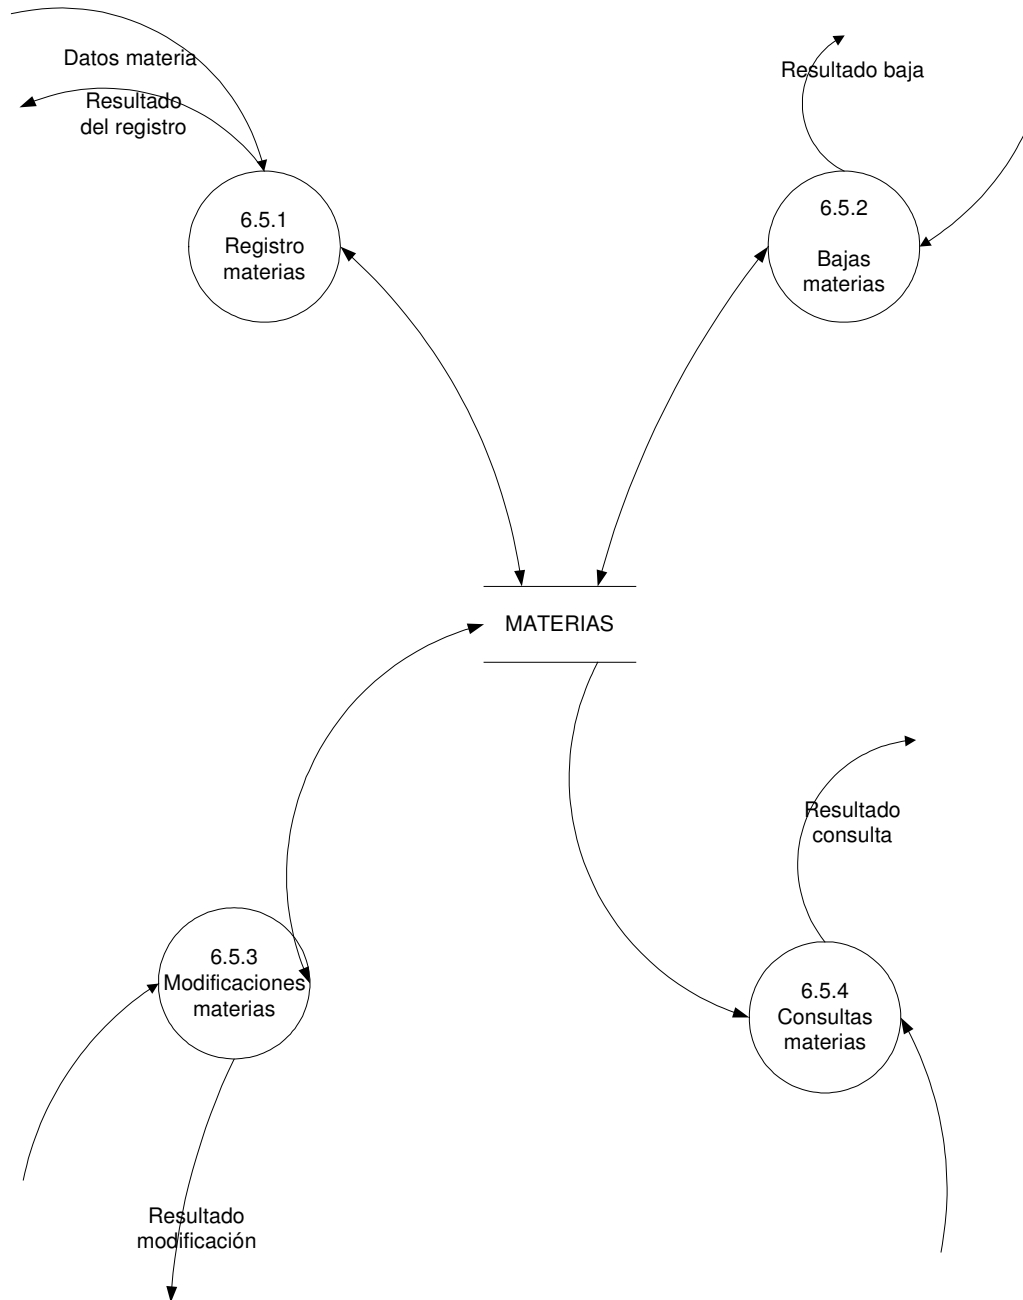 Datos materia
Resultado
del registro
6.5.1
Registro
materias
Resultado baja
6.5.2
Bajas
materias
MATERIAS
6.5.3
Modificaciones
materias
Resultado
modificación
Resultado
consulta
6.5.4
Consultas
materias